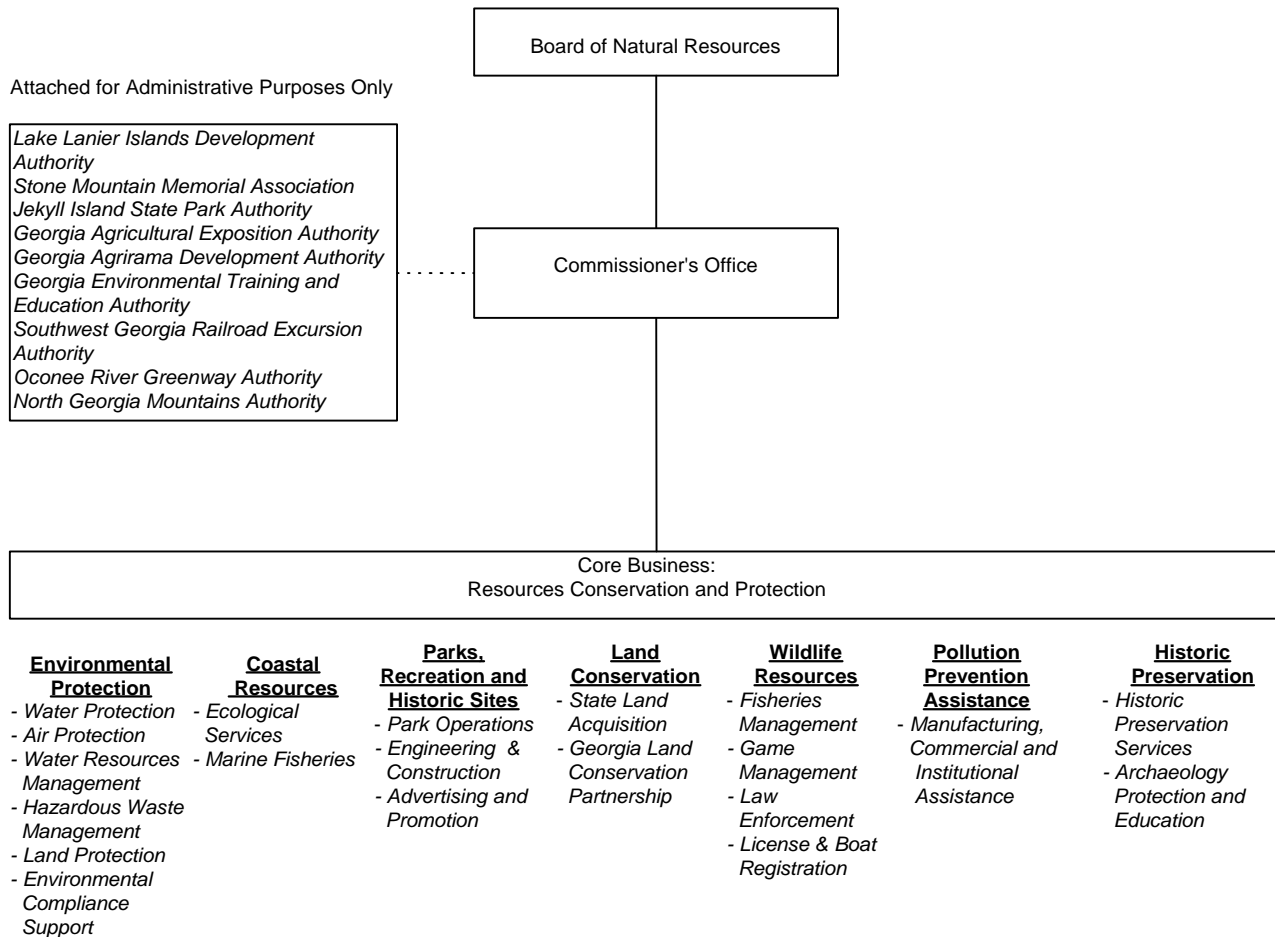 Board of Natural Resources
Attached for Administrative Purposes Only
Lake Lanier Islands Development
Authority
Stone Mountain Memorial Association
Jekyll Island State Park Authority
Georgia Agricultural Exposition Authority
Georgia Agrirama Development Authority
Georgia Environmental Training and
Education Authority
Southwest Georgia Railroad Excursion
Authority
Oconee River Greenway Authority
North Georgia Mountains Authority
Commissioner's Office
Core Business:
Resources Conservation and Protection
Environmental
Protection
- Water Protection
- Air Protection
- Water Resources
Management
- Hazardous Waste
Management
- Land Protection
- Environmental
Compliance
Support
Coastal
Resources
- Ecological
Services
- Marine Fisheries
Parks,
Recreation and
Historic Sites
- Park Operations
- Engineering & 
Construction
- Advertising and
Promotion
Land
Conservation
- State Land
Acquisition
- Georgia Land
Conservation
Partnership
Wildlife
Resources
- Fisheries
Management
- Game
Management
- Law
Enforcement
- License & Boat
Registration
Pollution
Prevention
Assistance
- Manufacturing,
Commercial and
Institutional
Assistance
Historic
Preservation
- Historic
Preservation
Services
- Archaeology
Protection and
Education